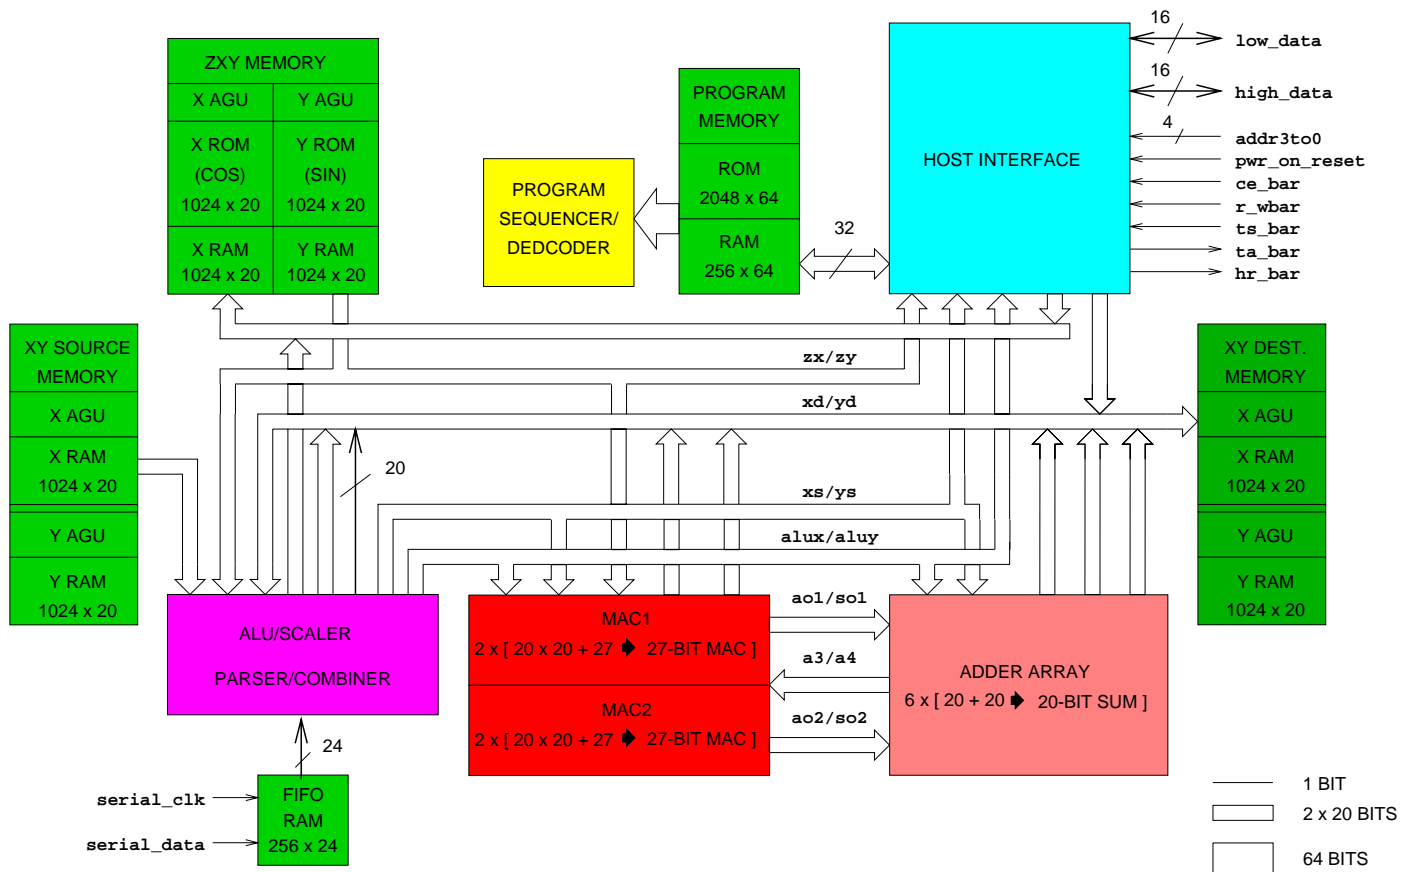 ZXY MEMORY
X AGU
Y AGU
X ROM
(COS)
1024 x 20
Y ROM
(SIN)
1024 x 20
X RAM
1024 x 20
Y RAM
1024 x 20
PROGRAM
MEMORY
ROM
2048 x 64
RAM
256 x 64
PROGRAM
SEQUENCER/
DEDCODER
32
HOST INTERFACE
16
low_data
16
high_data
4
addr3to0
pwr_on_reset
ce_bar
r_wbar
ts_bar
ta_bar
hr_bar
XY SOURCE
MEMORY
X AGU
X RAM
1024 x 20
Y AGU
Y RAM
1024 x 20
zx/zy
xd/yd
20
xs/ys
alux/aluy
XY DEST.
MEMORY
X AGU
X RAM
1024 x 20
Y AGU
Y RAM
1024 x 20
ALU/SCALER
PARSER/COMBINER
MAC1
2 x [ 20 x 20 + 27 🡆 27-BIT MAC ]
MAC2
2 x [ 20 x 20 + 27 🡆 27-BIT MAC ]
ao1/so1
a3/a4
ao2/so2
ADDER ARRAY
6 x [ 20 + 20 🡆 20-BIT SUM ]
24
serial_clk
serial_data
FIFO
RAM
256 x 24
1 BIT
2 x 20 BITS
64 BITS